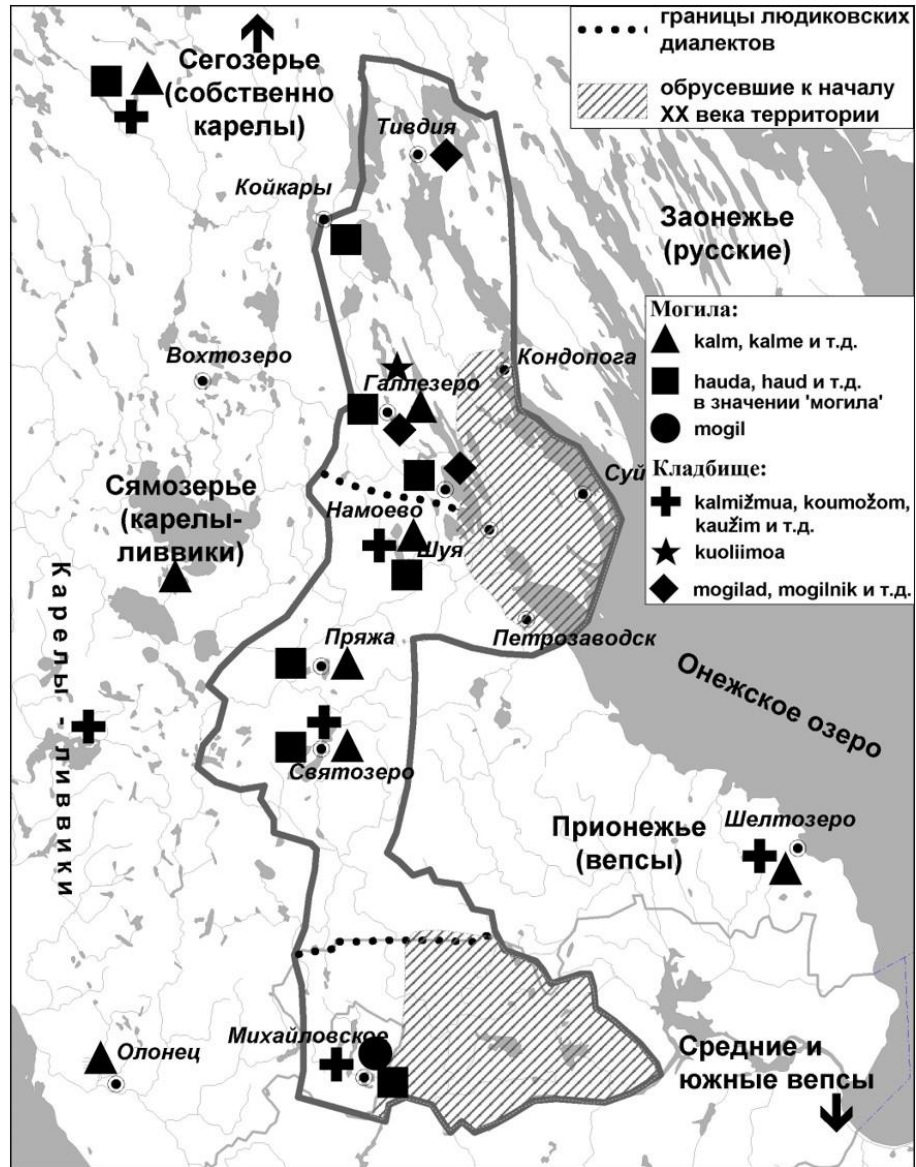 границы людиковских
диалектов
обрусевшие к началу
XX века территории
Сегозерье
(собственно
карелы)
Тивдия
Койкары
Заонежье
(русские)
Могила:
kalm, kalme и т.д.
hauda, haud и т.д.
в значении 'могила'
mogil
Кладбище:
kalmižmua, koumožom,
kaužim и т.д.
kuoliimoa
mogilad, mogilnik и т.д.
Вохтозеро
Кондопога
Галлезеро
Суй
Сямозерье
(карелы-
ливвики)
Намоево
Шуя
Карелы - ливвики
Пряжа
Петрозаводск
Онежское озеро
Святозеро
Прионежье
(вепсы)
Шелтозеро
Михайловское
Олонец
Средние и
южные вепсы